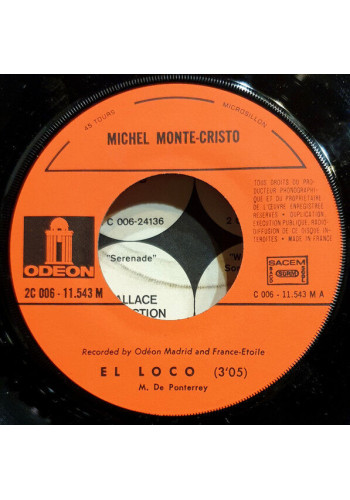 45 TOURS
MICROSILLON
MICHEL MONTE-CRISTO
TOUS DROITS DU PRO-
DUCTEUR PHONOGRAPHI-
QUE ET DU PROPRIETAIRE
DE L'ŒUVRE ENREGISTREE
RESERVES • DUPLICATION,
EXECUTION PUBLIQUE, RADIO-
DIFFUSION DE CE DISQUE IN-
TERDITES • MADE IN FRANCE
C 006-24136
"Serenade"
ODEON
SACEM
2C 006 - 11.543 M
C 006 - 11.543 M A
Recorded by Odéon Madrid and France-Etoile
EL LOCO (3'05)
M. De Ponterrey